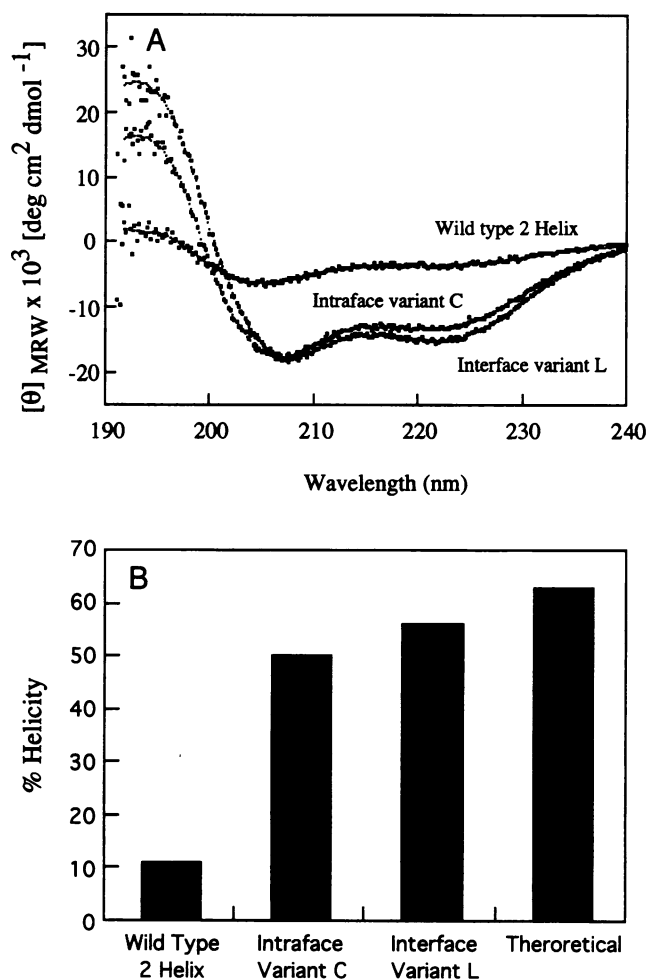 A
[θ] MRW x 10³ [deg cm² dmol⁻¹]
30
20
10
0
-10
-20
Wild type 2 Helix
Intraface variant C
Interface variant L
190 200 210 220 230 240
Wavelength (nm)
B
% Helicity
70
60
50
40
30
20
10
0
Wild Type
2 Helix
Intraface
Variant C
Interface
Variant L
Theroretical